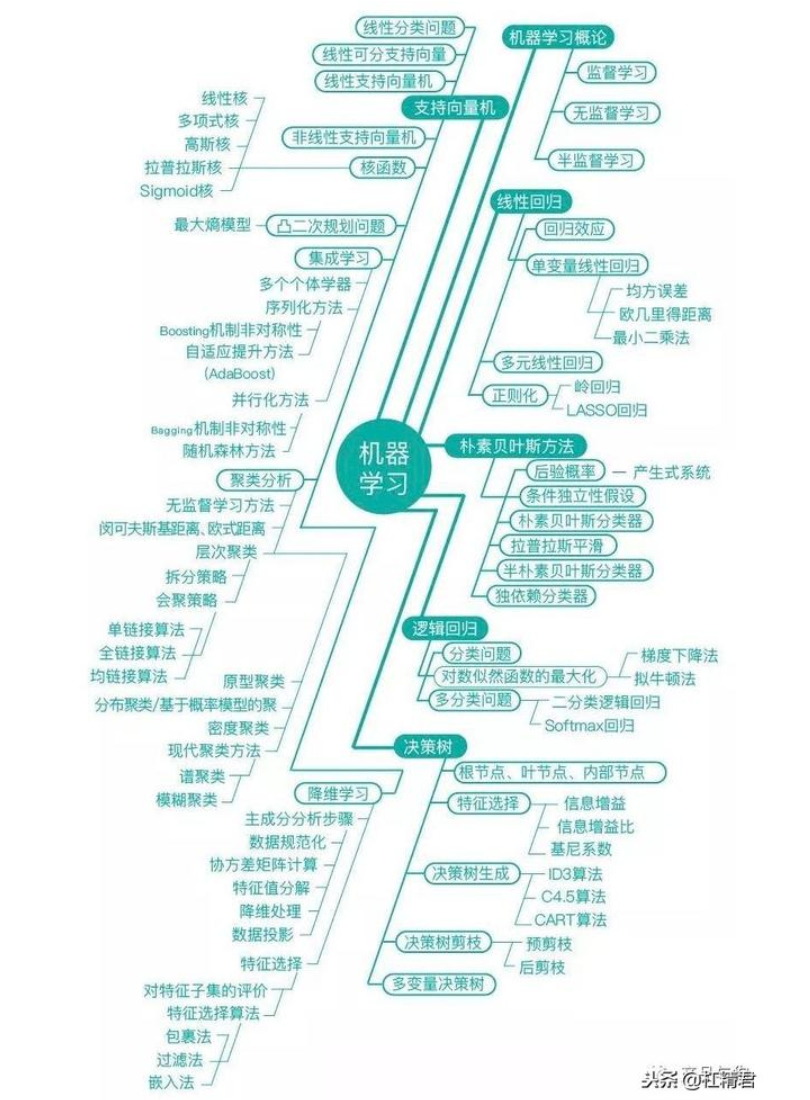 机器学习
机器学习概论
监督学习
无监督学习
半监督学习
线性回归
回归效应
单变量线性回归
均方误差
欧几里得距离
最小二乘法
多元线性回归
正则化
岭回归
LASSO回归
朴素贝叶斯方法
后验概率
产生式系统
条件独立性假设
朴素贝叶斯分类器
拉普拉斯平滑
半朴素贝叶斯分类器
独依赖分类器
逻辑回归
分类问题
对数似然函数的最大化
梯度下降法
拟牛顿法
多分类问题
二分类逻辑回归
Softmax回归
决策树
根节点、叶节点、内部节点
特征选择
信息增益
信息增益比
基尼系数
决策树生成
ID3算法
C4.5算法
CART算法
决策树剪枝
预剪枝
后剪枝
多变量决策树
支持向量机
线性分类问题
线性可分支持向量
线性支持向量机
非线性支持向量机
核函数
线性核
多项式核
高斯核
拉普拉斯核
Sigmoid核
凸二次规划问题
最大熵模型
集成学习
多个个体学器
序列化方法
Boosting机制非对称性
自适应提升方法
(AdaBoost)
并行化方法
Bagging机制非对称性
随机森林方法
聚类分析
无监督学习方法
闵可夫斯基距离、欧式距离
层次聚类
拆分策略
会聚策略
单链接算法
全链接算法
均链接算法
原型聚类
分布聚类/基于概率模型的聚
密度聚类
现代聚类方法
谱聚类
模糊聚类
降维学习
主成分分析步骤
数据规范化
协方差矩阵计算
特征值分解
降维处理
数据投影
特征选择
对特征子集的评价
特征选择算法
包裹法
过滤法
嵌入法
头条 @杠精君